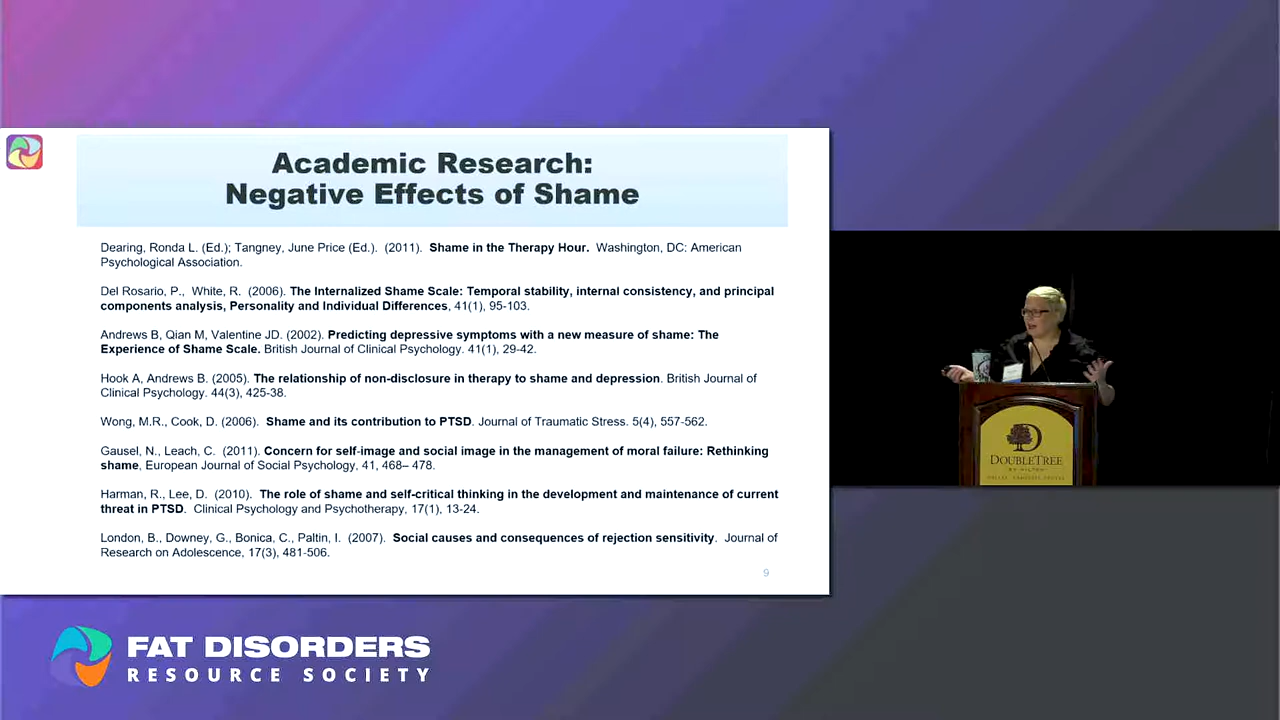 Academic Research:
Negative Effects of Shame
Dearing, Ronda L. (Ed.); Tangney, June Price (Ed.). (2011). Shame in the Therapy Hour. Washington, DC: American
Psychological Association.
Del Rosario, P., White, R. (2006). The Internalized Shame Scale: Temporal stability, internal consistency, and principal
components analysis, Personality and Individual Differences, 41(1), 95-103.
Andrews B, Qian M, Valentine JD. (2002). Predicting depressive symptoms with a new measure of shame: The
Experience of Shame Scale. British Journal of Clinical Psychology. 41(1), 29-42.
Hook A, Andrews B. (2005). The relationship of non-disclosure in therapy to shame and depression. British Journal of
Clinical Psychology. 44(3), 425-38.
Wong, M.R., Cook, D. (2006). Shame and its contribution to PTSD. Journal of Traumatic Stress. 5(4), 557-562.
Gausel, N., Leach, C. (2011). Concern for self-image and social image in the management of moral failure: Rethinking
shame, European Journal of Social Psychology, 41, 468– 478.
Harman, R., Lee, D. (2010). The role of shame and self-critical thinking in the development and maintenance of current
threat in PTSD. Clinical Psychology and Psychotherapy, 17(1), 13-24.
London, B., Downey, G., Bonica, C., Paltin, I. (2007). Social causes and consequences of rejection sensitivity. Journal of
Research on Adolescence, 17(3), 481-506.
9
D
DOUBLETREE
BY HILTON
FAT DISORDERS
RESOURCE SOCIETY